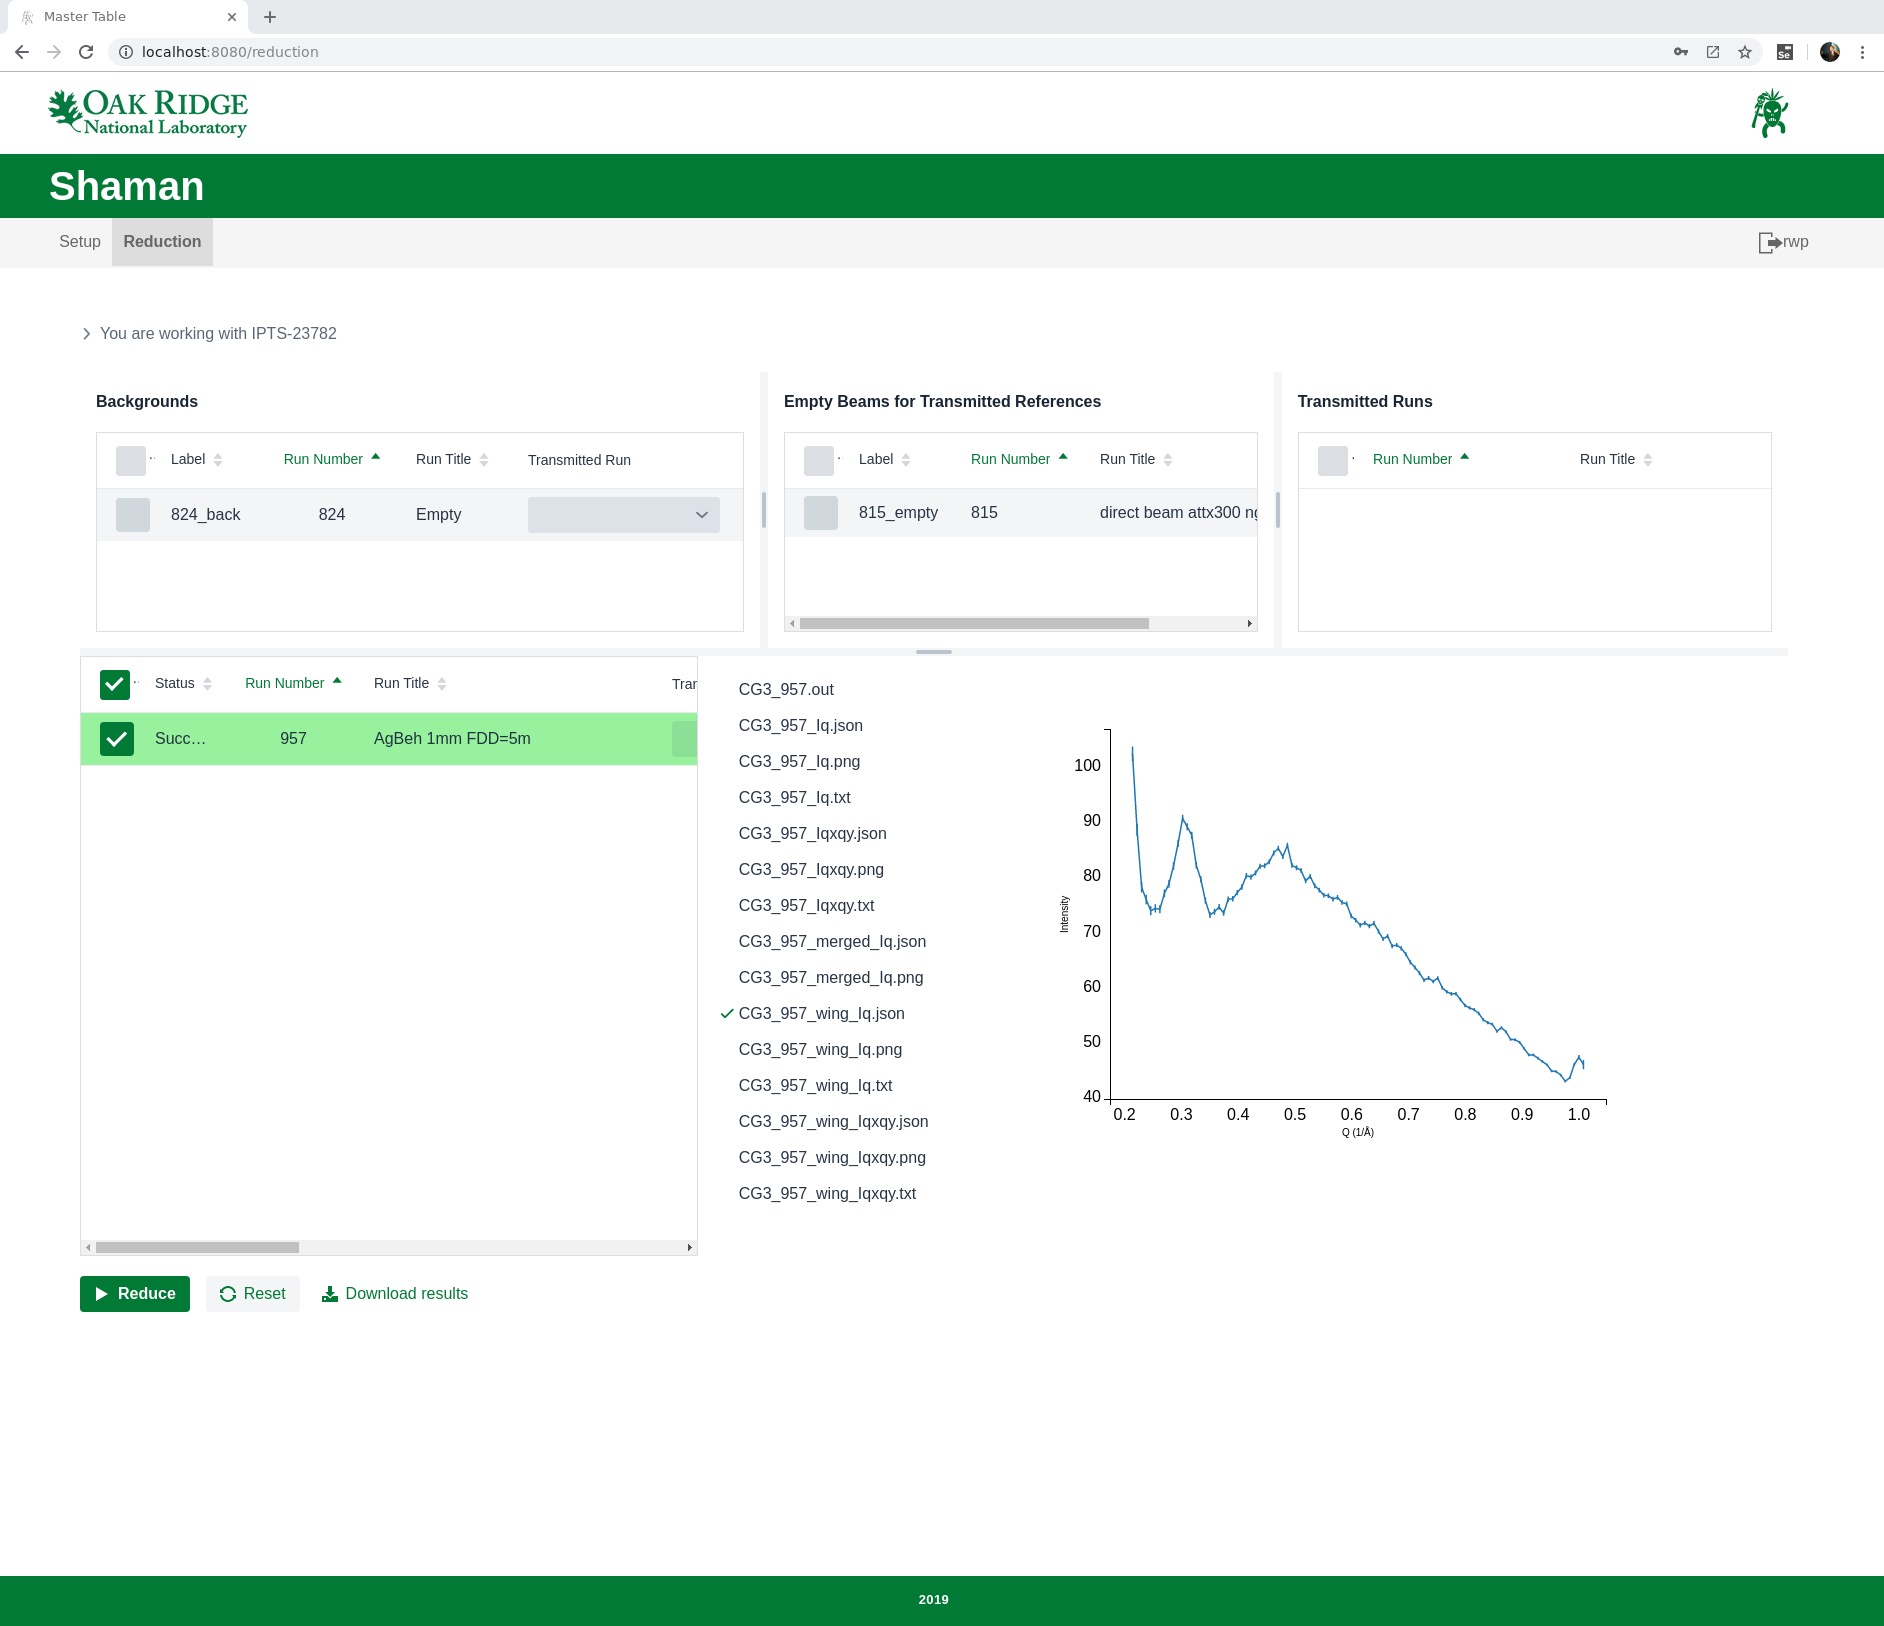 Master Table
localhost:8080/reduction
Se
OAK RIDGE
National Laboratory
Shaman
Setup Reduction rwp
You are working with IPTS-23782
Backgrounds
Label Run Number Run Title Transmitted Run
824_back 824 Empty
Empty Beams for Transmitted References
Label Run Number Run Title
815_empty 815 direct beam attx300 ng
Transmitted Runs
Run Number Run Title
Status Run Number Run Title Tran
Succ… 957 AgBeh 1mm FDD=5m
CG3_957.out
CG3_957_Iq.json
CG3_957_Iq.png
CG3_957_Iq.txt
CG3_957_Iqxqy.json
CG3_957_Iqxqy.png
CG3_957_Iqxqy.txt
CG3_957_merged_Iq.json
CG3_957_merged_Iq.png
CG3_957_wing_Iq.json
CG3_957_wing_Iq.png
CG3_957_wing_Iq.txt
CG3_957_wing_Iqxqy.json
CG3_957_wing_Iqxqy.png
CG3_957_wing_Iqxqy.txt
100
90
80
70
60
50
40
Intensity
0.2 0.3 0.4 0.5 0.6 0.7 0.8 0.9 1.0
Q (1/Å)
Reduce Reset Download results
2019